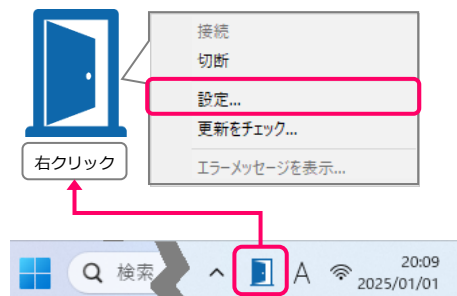 接続
切断
設定...
更新をチェック...
エラーメッセージを表示...
右クリック
検索
A
20:09
2025/01/01